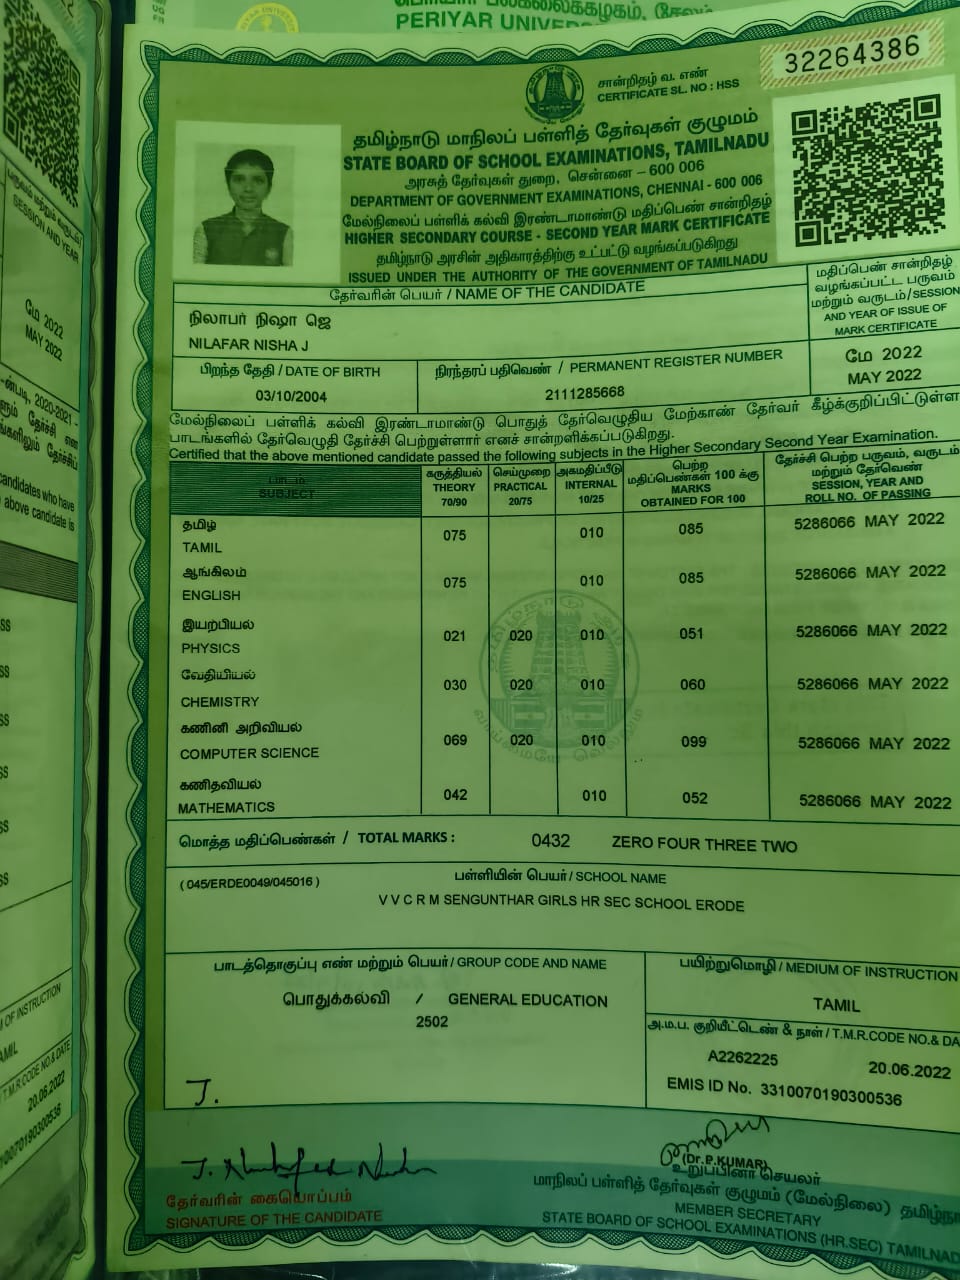 PERIYAR UNIVERS
32264386
சான்றிதழ் வ. எண்
CERTIFICATE SL. NO : HSS
தமிழ்நாடு மாநிலப் பள்ளித் தேர்வுகள் குழுமம்
STATE BOARD OF SCHOOL EXAMINATIONS, TAMILNADU
அரசுத் தேர்வுகள் துறை, சென்னை – 600 006
DEPARTMENT OF GOVERNMENT EXAMINATIONS, CHENNAI - 600 006
மேல்நிலைப் பள்ளிக் கல்வி இரண்டாமாண்டு மதிப்பெண் சான்றிதழ்
HIGHER SECONDARY COURSE - SECOND YEAR MARK CERTIFICATE
தமிழ்நாடு அரசின் அதிகாரத்திற்கு உட்பட்டு வழங்கப்படுகிறது
ISSUED UNDER THE AUTHORITY OF THE GOVERNMENT OF TAMILNADU
தேர்வரின் பெயர் / NAME OF THE CANDIDATE
நிலாபர் நிஷா ஜெ
NILAFAR NISHA J
மதிப்பெண் சான்றிதழ்
வழங்கப்பட்ட பருவம்
மற்றும் வருடம் / SESSION
AND YEAR OF ISSUE OF
MARK CERTIFICATE
மே 2022
MAY 2022
பிறந்த தேதி / DATE OF BIRTH
03/10/2004
நிரந்தரப் பதிவெண் / PERMANENT REGISTER NUMBER
2111285668
மேல்நிலைப் பள்ளிக் கல்வி இரண்டாமாண்டு பொதுத் தேர்வெழுதிய மேற்காண் தேர்வர் கீழ்க்குறிப்பிட்டுள்ள
பாடங்களில் தேர்வெழுதி தேர்ச்சி பெற்றுள்ளார் எனச் சான்றளிக்கப்படுகிறது.
Certified that the above mentioned candidate passed the following subjects in the Higher Secondary Second Year Examination.
பாடம்
SUBJECT
கருத்தியல்
THEORY
70/90
செய்முறை
PRACTICAL
20/75
அகமதிப்பீடு
INTERNAL
10/25
பெற்ற
மதிப்பெண்கள் 100 க்கு
MARKS
OBTAINED FOR 100
தேர்ச்சி பெற்ற பருவம், வருடம்
மற்றும் தேர்வெண்
SESSION, YEAR AND
ROLL NO. OF PASSING
தமிழ்
TAMIL 075 010 085 5286066 MAY 2022
ஆங்கிலம்
ENGLISH 075 010 085 5286066 MAY 2022
இயற்பியல்
PHYSICS 021 020 010 051 5286066 MAY 2022
வேதியியல்
CHEMISTRY 030 020 010 060 5286066 MAY 2022
கணினி அறிவியல்
COMPUTER SCIENCE 069 020 010 099 5286066 MAY 2022
கணிதவியல்
MATHEMATICS 042 010 052 5286066 MAY 2022
மொத்த மதிப்பெண்கள் / TOTAL MARKS : 0432 ZERO FOUR THREE TWO
( 045/ERDE0049/045016 ) பள்ளியின் பெயர் / SCHOOL NAME
V V C R M SENGUNTHAR GIRLS HR SEC SCHOOL ERODE
பாடத்தொகுப்பு எண் மற்றும் பெயர் / GROUP CODE AND NAME
பொதுக்கல்வி / GENERAL EDUCATION
2502
பயிற்றுமொழி / MEDIUM OF INSTRUCTION
TAMIL
அ.ம.ப. குறியீட்டெண் & நாள் / T.M.R.CODE NO.& DA
A2262225 20.06.2022
EMIS ID No. 3310070190300536
J.
J. Nilafar Nisha
தேர்வரின் கையொப்பம்
SIGNATURE OF THE CANDIDATE
(Dr.P.KUMAR)
உறுப்பினர் செயலர்
மாநிலப் பள்ளித் தேர்வுகள் குழுமம் (மேல்நிலை) தமிழ்நா
MEMBER SECRETARY
STATE BOARD OF SCHOOL EXAMINATIONS (HR.SEC) TAMILNAD
SESSION AND YEAR
மே 2022
MAY 2022
candidates who have
above candidate is
20.06.2022